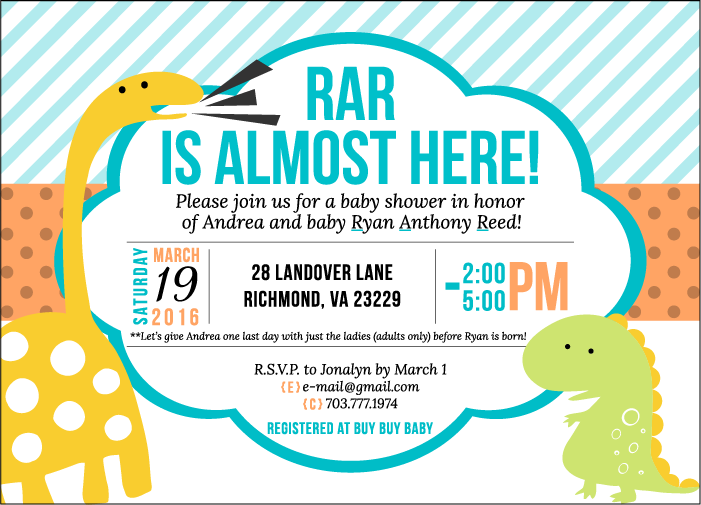 RAR
IS ALMOST HERE!
Please join us for a baby shower in honor
of Andrea and baby Ryan Anthony Reed!
SATURDAY
MARCH
19
2016
28 LANDOVER LANE
RICHMOND, VA 23229
-2:00
5:00
PM
**Let's give Andrea one last day with just the ladies (adults only) before Ryan is born!
R.S.V.P. to Jonalyn by March 1
{E} e-mail@gmail.com
{C} 703.777.1974
REGISTERED AT BUY BUY BABY